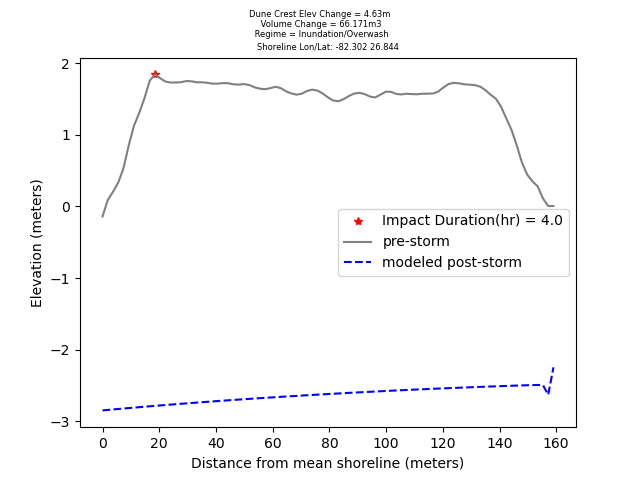 Dune Crest Elev Change = 4.63m
Volume Change = 66.171m3
Regime = Inundation/Overwash
Shoreline Lon/Lat: -82.302 26.844
2
1
0
−1
−2
−3
Elevation (meters)
Impact Duration(hr) = 4.0
pre-storm
modeled post-storm
0 20 40 60 80 100 120 140 160
Distance from mean shoreline (meters)